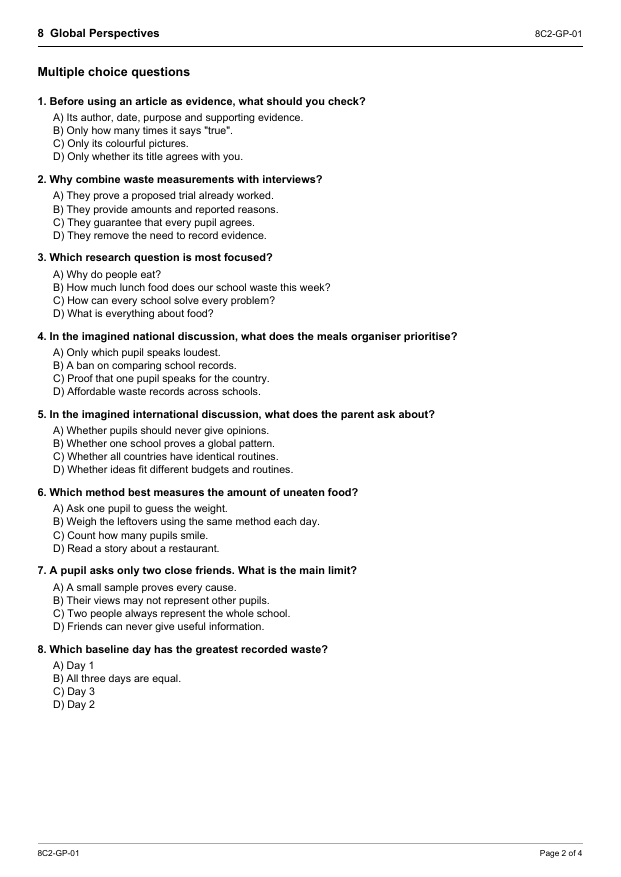 8 Global Perspectives
8C2-GP-01
Multiple choice questions
1. Before using an article as evidence, what should you check?
A) Its author, date, purpose and supporting evidence.
B) Only how many times it says "true".
C) Only its colourful pictures.
D) Only whether its title agrees with you.
2. Why combine waste measurements with interviews?
A) They prove a proposed trial already worked.
B) They provide amounts and reported reasons.
C) They guarantee that every pupil agrees.
D) They remove the need to record evidence.
3. Which research question is most focused?
A) Why do people eat?
B) How much lunch food does our school waste this week?
C) How can every school solve every problem?
D) What is everything about food?
4. In the imagined national discussion, what does the meals organiser prioritise?
A) Only which pupil speaks loudest.
B) A ban on comparing school records.
C) Proof that one pupil speaks for the country.
D) Affordable waste records across schools.
5. In the imagined international discussion, what does the parent ask about?
A) Whether pupils should never give opinions.
B) Whether one school proves a global pattern.
C) Whether all countries have identical routines.
D) Whether ideas fit different budgets and routines.
6. Which method best measures the amount of uneaten food?
A) Ask one pupil to guess the weight.
B) Weigh the leftovers using the same method each day.
C) Count how many pupils smile.
D) Read a story about a restaurant.
7. A pupil asks only two close friends. What is the main limit?
A) A small sample proves every cause.
B) Their views may not represent other pupils.
C) Two people always represent the whole school.
D) Friends can never give useful information.
8. Which baseline day has the greatest recorded waste?
A) Day 1
B) All three days are equal.
C) Day 3
D) Day 2
8C2-GP-01
Page 2 of 4